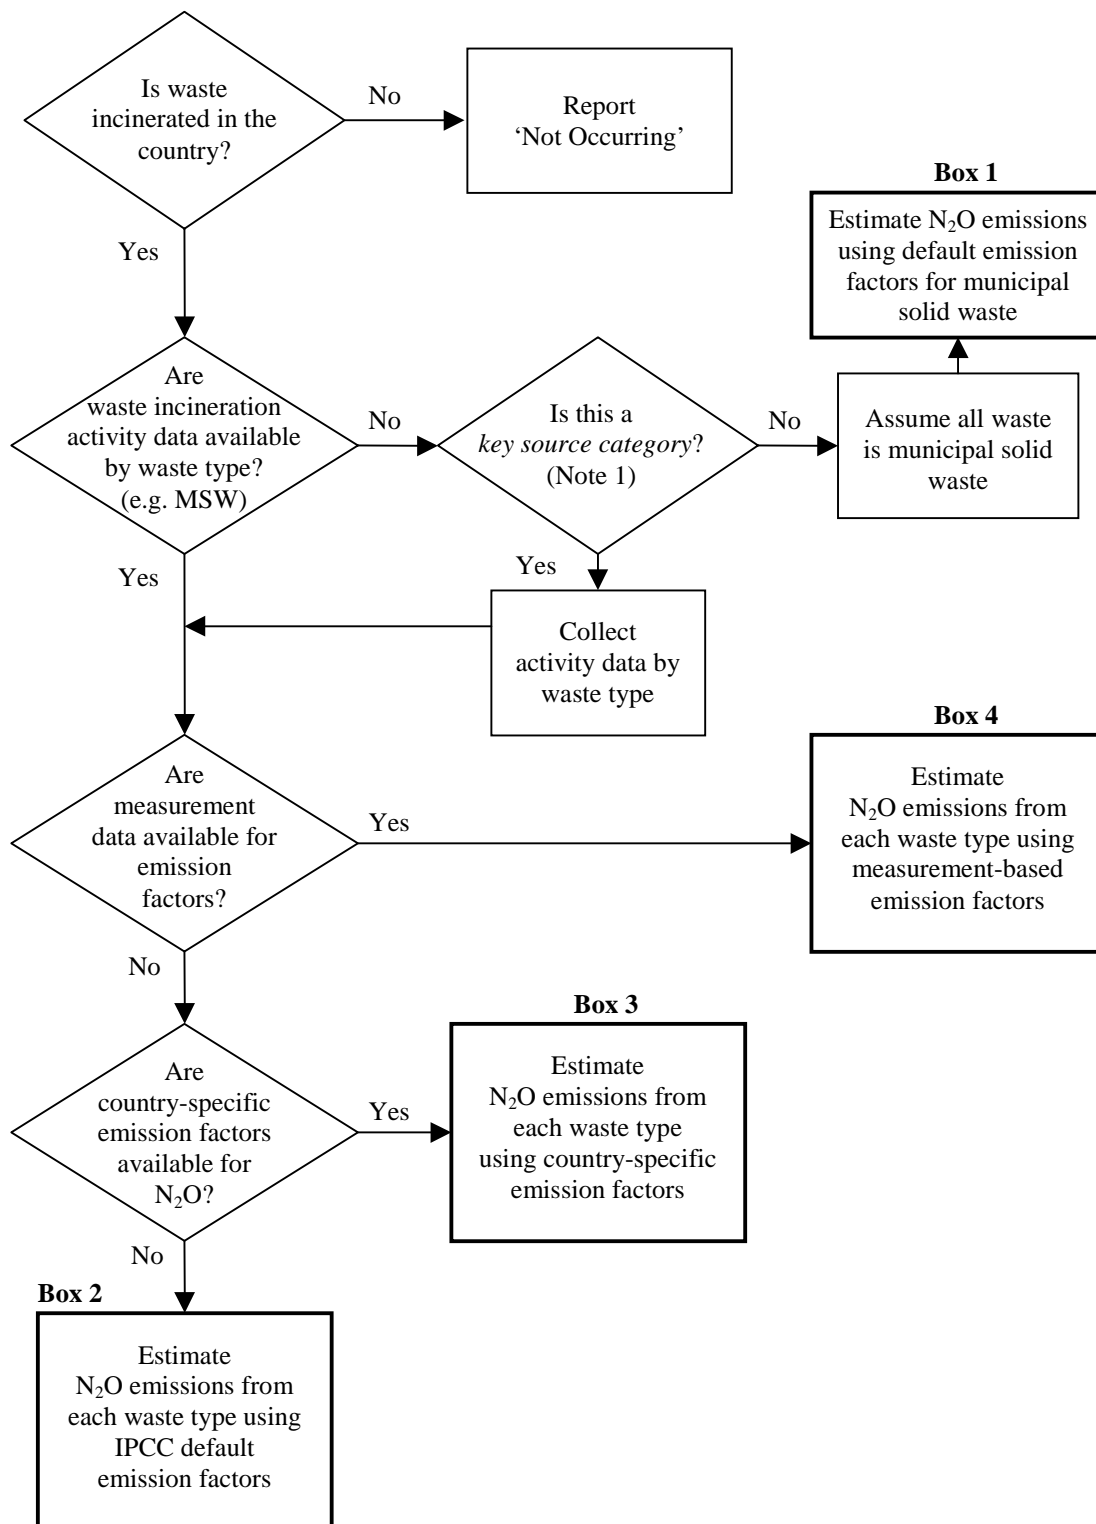 Is waste
incinerated in the
country?
No
Report
‘Not Occurring’
Yes
Box 1
Estimate N₂O emissions
using default emission
factors for municipal
solid waste
Are
waste incineration
activity data available
by waste type?
(e.g. MSW)
No
Is this a
key source category?
(Note 1)
No
Assume all waste
is municipal solid
waste
Yes
Yes
Collect
activity data by
waste type
Box 4
Are
measurement
data available for
emission
factors?
Yes
Estimate
N₂O emissions from
each waste type using
measurement-based
emission factors
No
Box 3
Are
country-specific
emission factors
available for
N₂O?
Yes
Estimate
N₂O emissions from
each waste type
using country-specific
emission factors
No
Box 2
Estimate
N₂O emissions from
each waste type using
IPCC default
emission factors